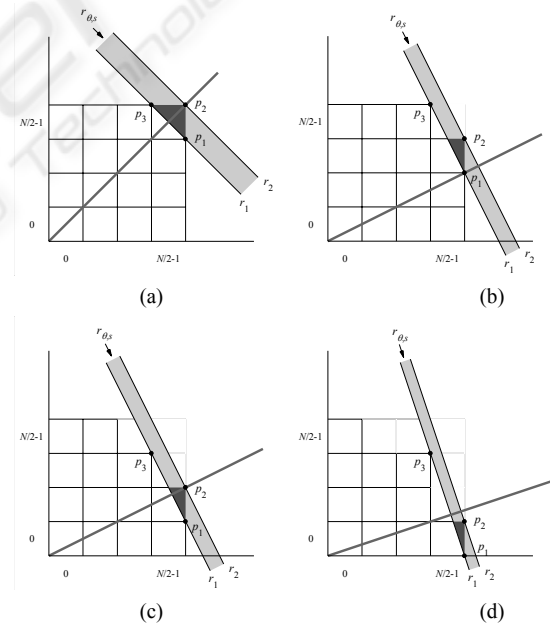 r_θ,s
r_θ,s
N/2-1
p_3
p_2
p_1
N/2-1
p_3
p_2
p_1
0
r_1
r_2
0
r_1
r_2
0
N/2-1
0
N/2-1
(a)
(b)
r_θ,s
r_θ,s
N/2-1
p_3
p_2
p_1
N/2-1
p_3
p_2
p_1
0
r_1
r_2
0
r_1
r_2
0
N/2-1
0
N/2-1
(c)
(d)